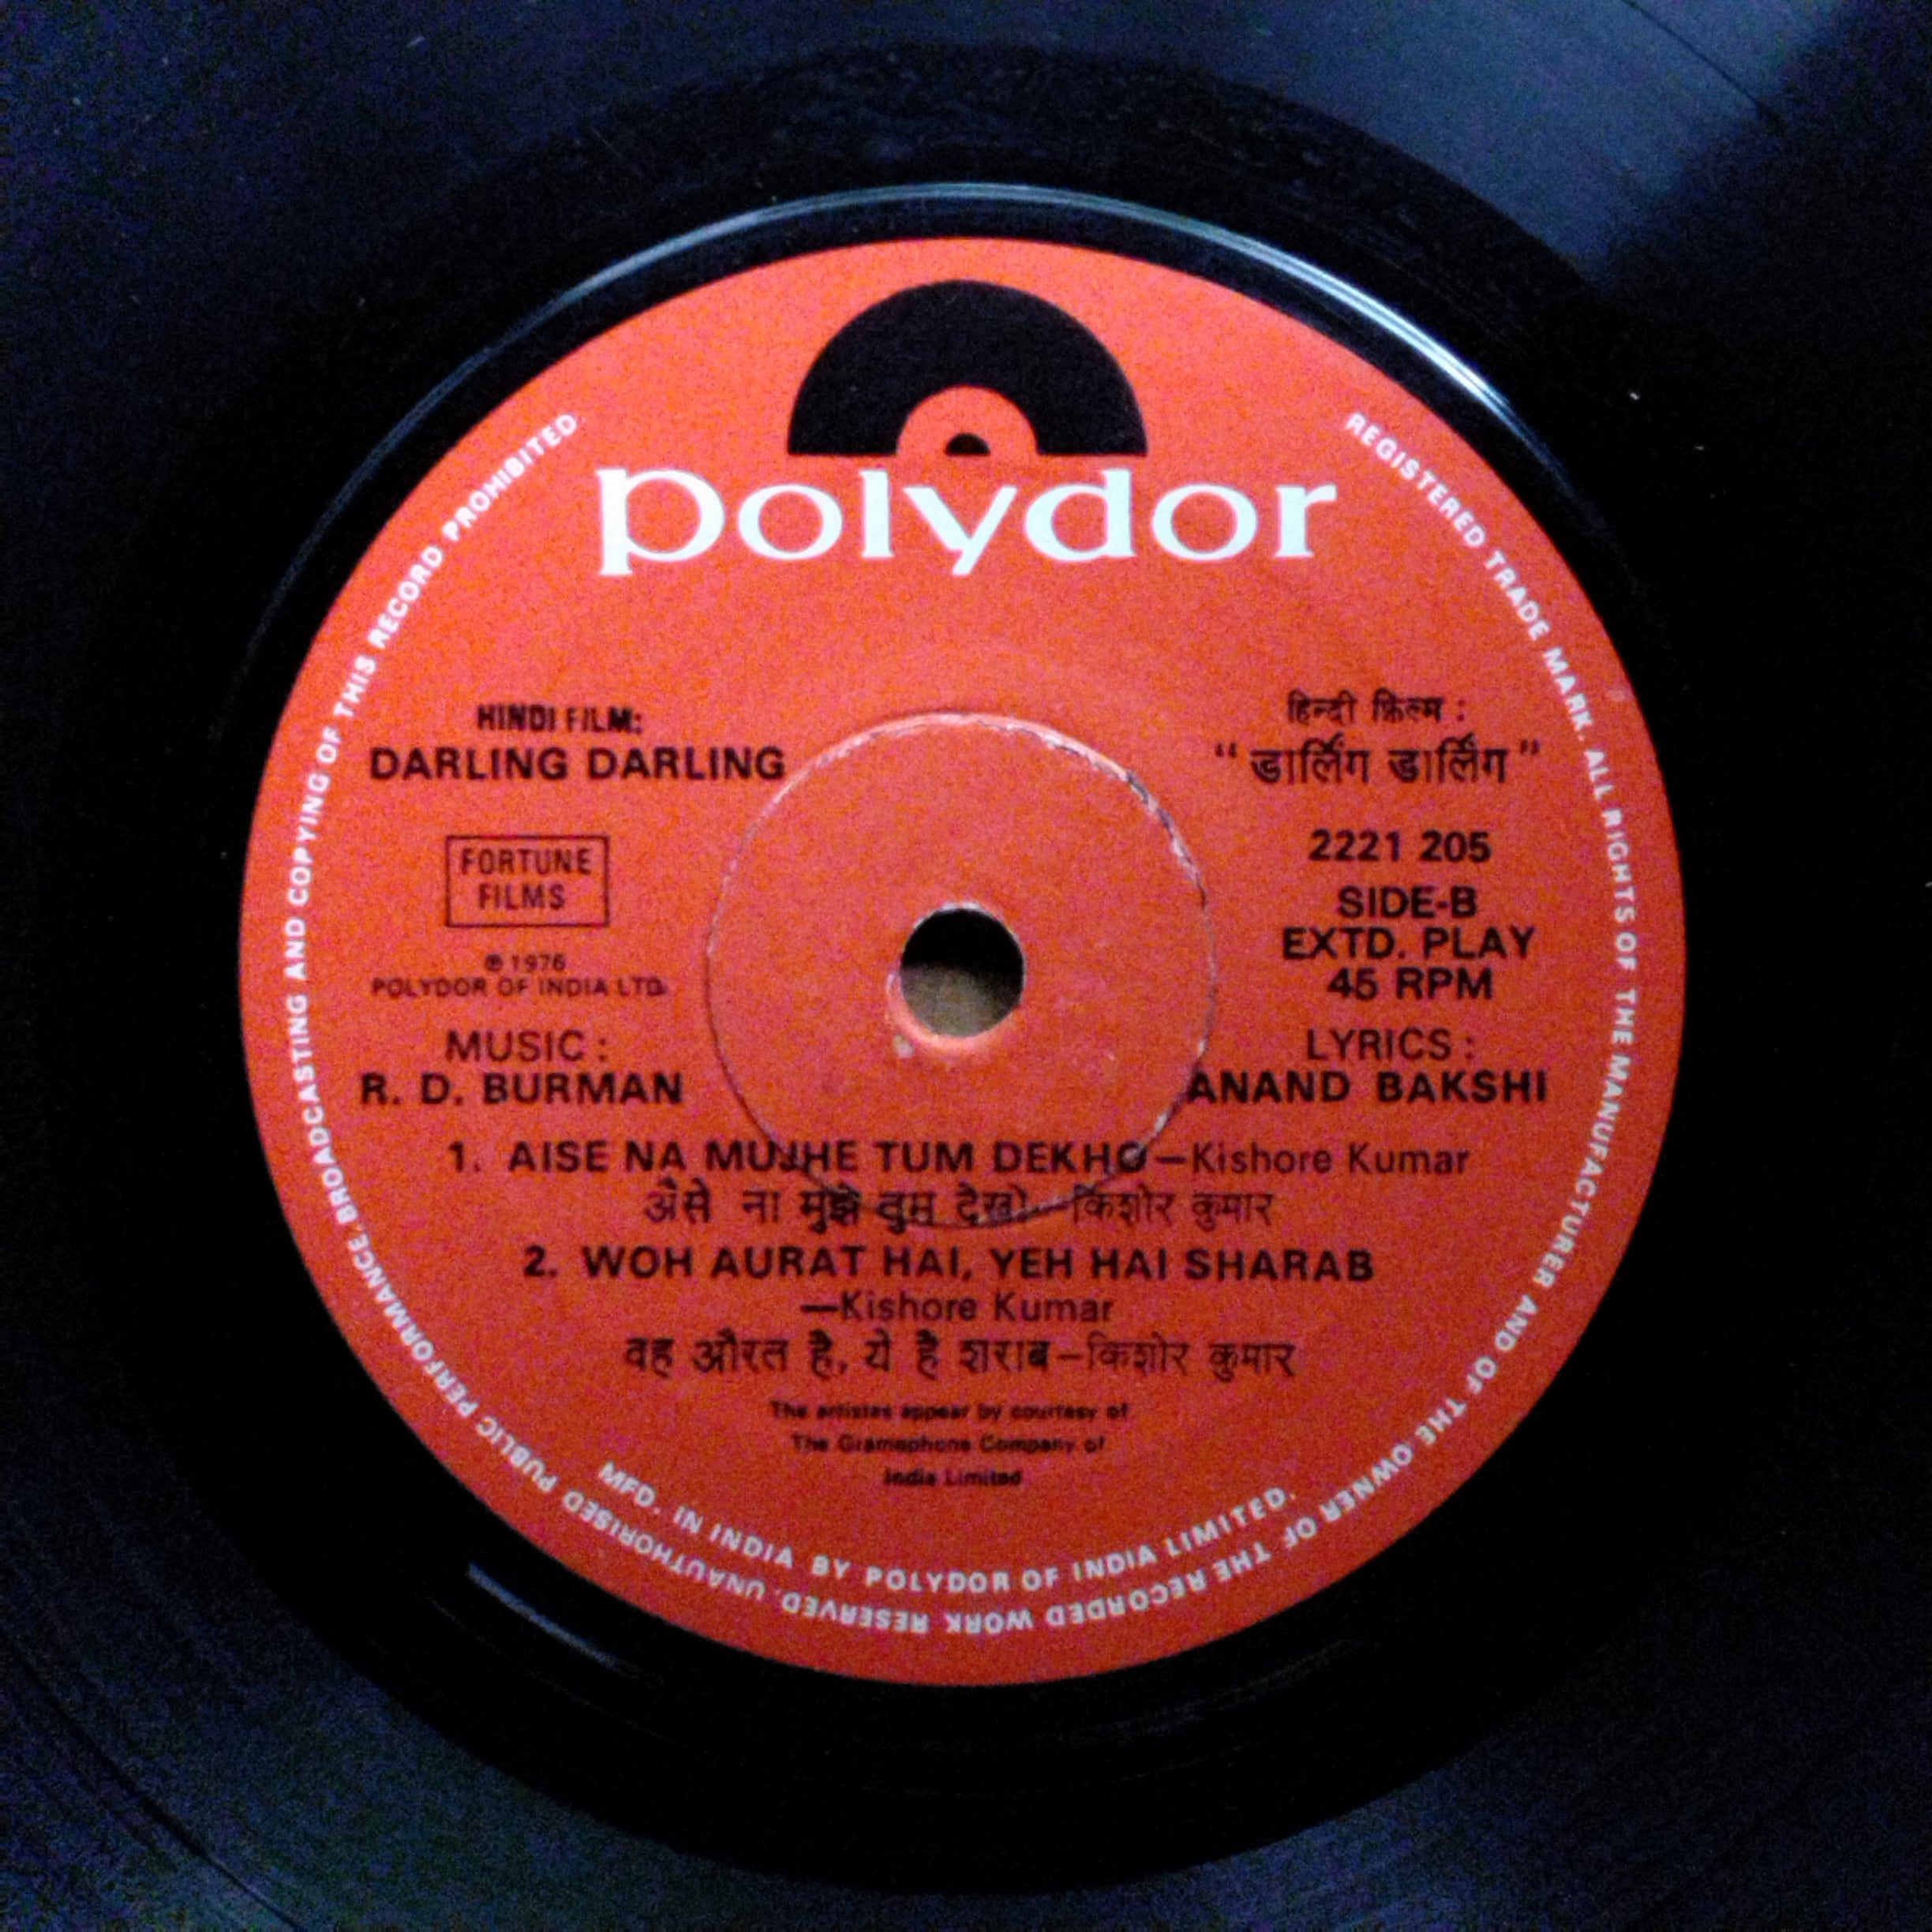 polydor
HINDI FILM:
DARLING DARLING
FORTUNE
FILMS
℗ 1976
POLYDOR OF INDIA LTD.
MUSIC :
R. D. BURMAN
हिन्दी फ़िल्म :
“ डार्लिंग डार्लिंग ”
2221 205
SIDE-B
EXTD. PLAY
45 RPM
LYRICS :
ANAND BAKSHI
1. AISE NA MUJHE TUM DEKHO—Kishore Kumar
अैसे ना मुझे तुम देखो—किशोर कुमार
2. WOH AURAT HAI, YEH HAI SHARAB
—Kishore Kumar
वह औरत है, ये है शराब—किशोर कुमार
The artistes appear by courtesy of
The Gramophone Company of
India Limited
MFD. IN INDIA BY POLYDOR OF INDIA LIMITED.
REGISTERED TRADE MARK. ALL RIGHTS OF THE MANUFACTURER AND OF THE OWNER OF THE RECORDED WORK RESERVED. UNAUTHORISED PUBLIC PERFORMANCE, BROADCASTING AND COPYING OF THIS RECORD PROHIBITED